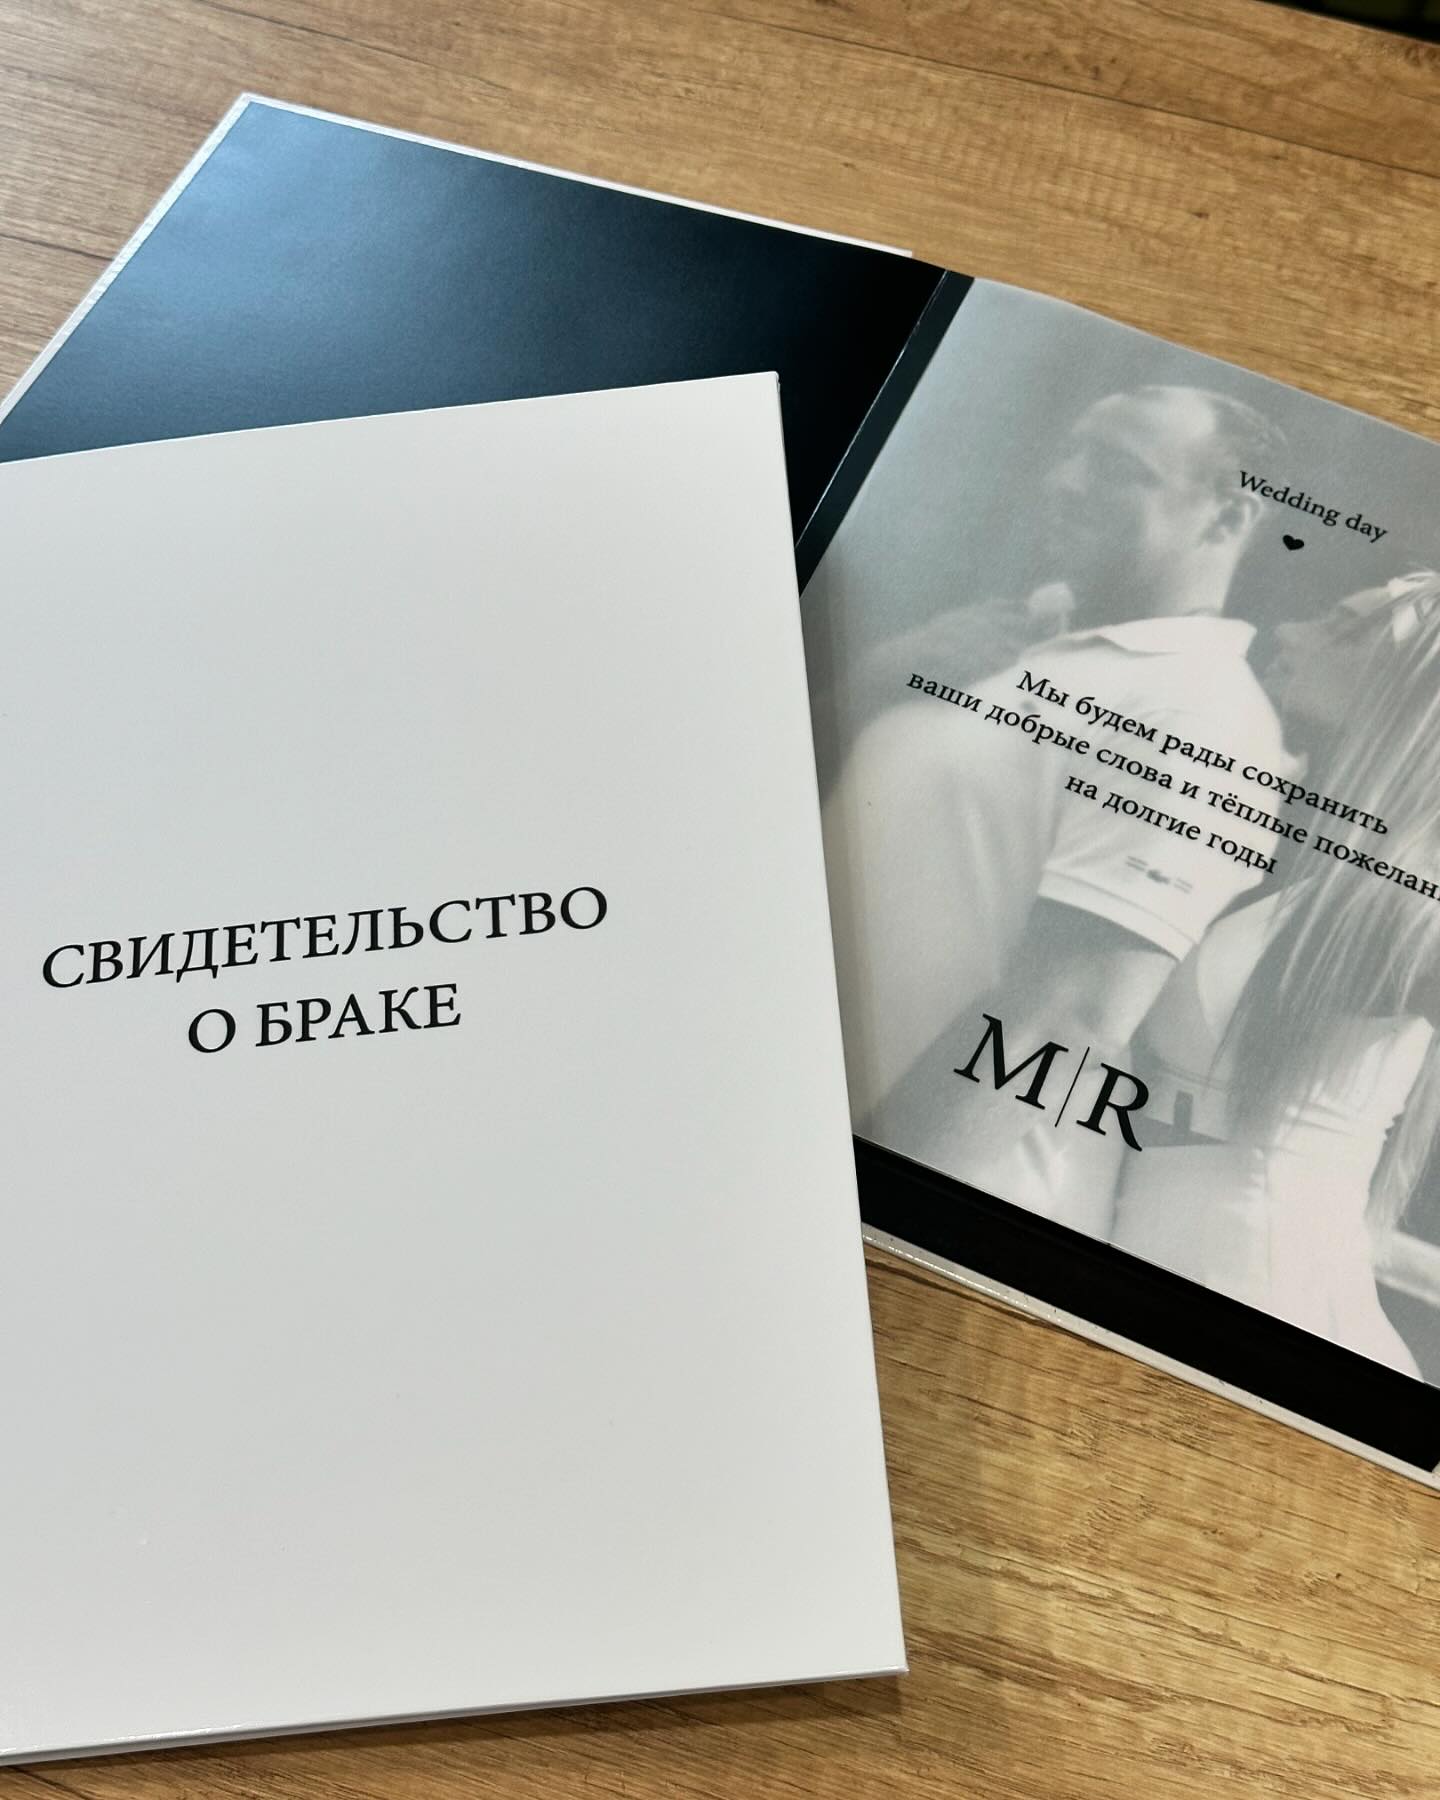 СВИДЕТЕЛЬСТВО
О БРАКЕ
Wedding day
Мы будем рады сохранить
ваши добрые слова и тёплые
на долгие годы
M|R